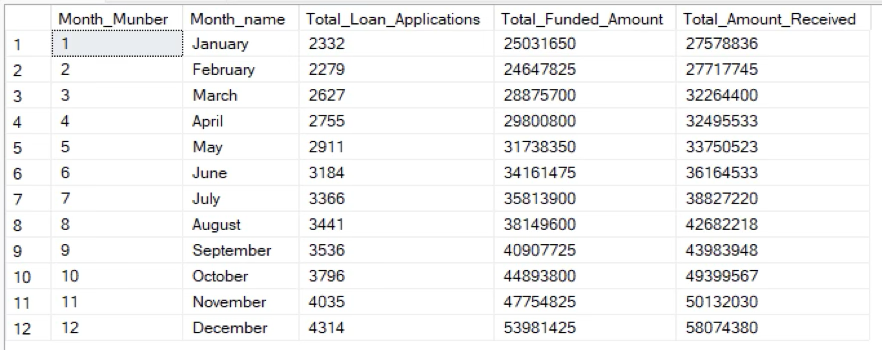 Month_Munber Month_name Total_Loan_Applications Total_Funded_Amount Total_Amount_Received
1 1 January 2332 25031650 27578836
2 2 February 2279 24647825 27717745
3 3 March 2627 28875700 32264400
4 4 April 2755 29800800 32495533
5 5 May 2911 31738350 33750523
6 6 June 3184 34161475 36164533
7 7 July 3366 35813900 38827220
8 8 August 3441 38149600 42682218
9 9 September 3536 40907725 43983948
10 10 October 3796 44893800 49399567
11 11 November 4035 47754825 50132030
12 12 December 4314 53981425 58074380